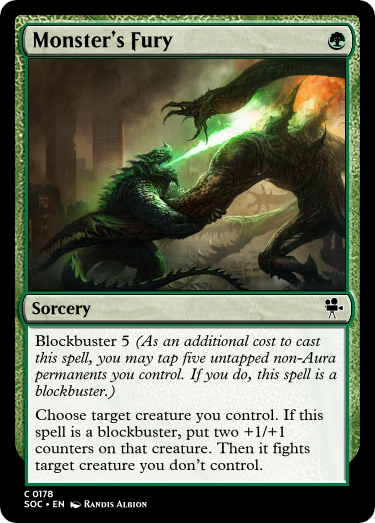 Monster's Fury
Sorcery
Blockbuster 5 (As an additional cost to cast
this spell, you may tap five untapped non-Aura
permanents you control. If you do, this spell is a
blockbuster.)
Choose target creature you control. If this
spell is a blockbuster, put two +1/+1
counters on that creature. Then it fights
target creature you don't control.
C 0178
SOC • EN Randis Albion